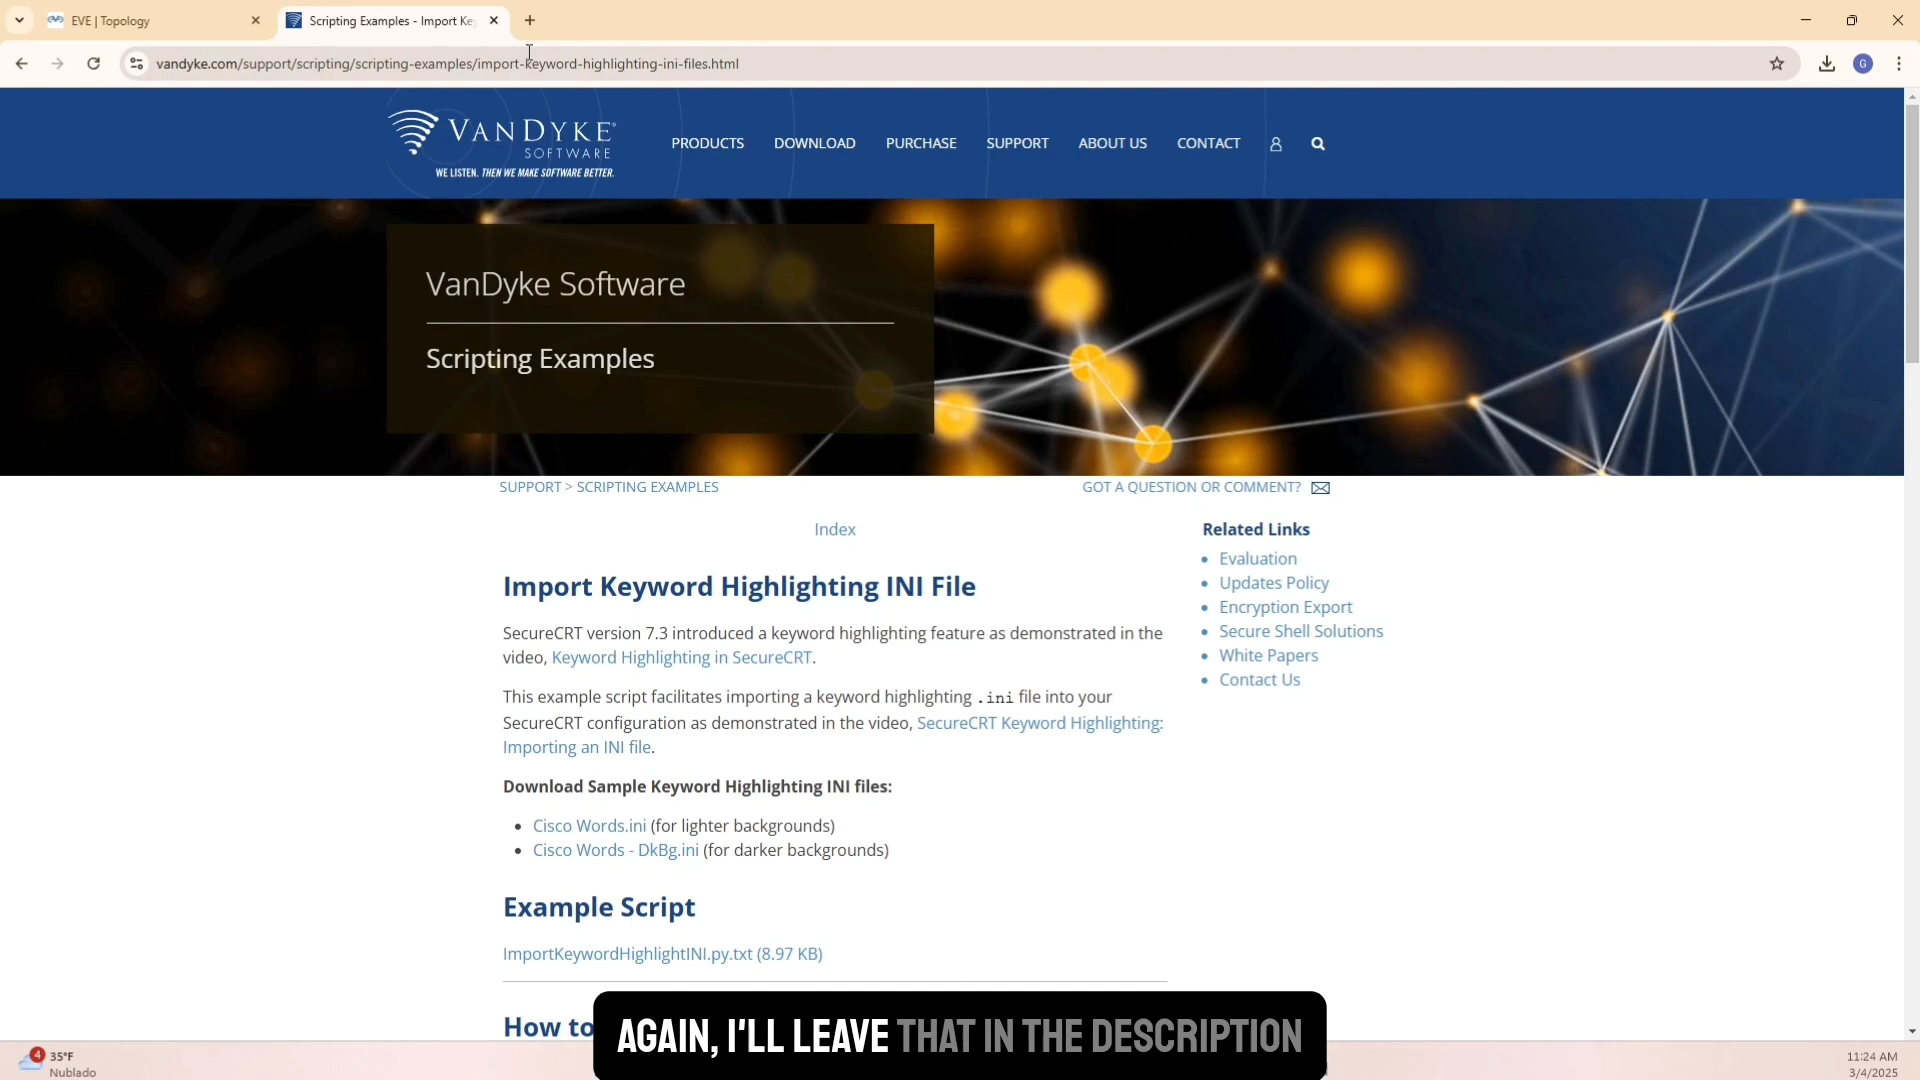 EVE | Topology
Scripting Examples - Import Ke
vandyke.com/support/scripting/scripting-examples/import-keyword-highlighting-ini-files.html
G
VANDYKE
SOFTWARE
WE LISTEN. THEN WE MAKE SOFTWARE BETTER.
PRODUCTS DOWNLOAD PURCHASE SUPPORT ABOUT US CONTACT
VanDyke Software
Scripting Examples
SUPPORT > SCRIPTING EXAMPLES
GOT A QUESTION OR COMMENT?
Index
Import Keyword Highlighting INI File
SecureCRT version 7.3 introduced a keyword highlighting feature as demonstrated in the
video, Keyword Highlighting in SecureCRT.
This example script facilitates importing a keyword highlighting .ini file into your
SecureCRT configuration as demonstrated in the video, SecureCRT Keyword Highlighting:
Importing an INI file.
Download Sample Keyword Highlighting INI files:
Cisco Words.ini (for lighter backgrounds)
Cisco Words - DkBg.ini (for darker backgrounds)
Example Script
ImportKeywordHighlightINI.py.txt (8.97 KB)
How to
Related Links
Evaluation
Updates Policy
Encryption Export
Secure Shell Solutions
White Papers
Contact Us
AGAIN, I'LL LEAVE THAT IN THE DESCRIPTION
4
35°F
Nublado
11:24 AM
3/4/2025